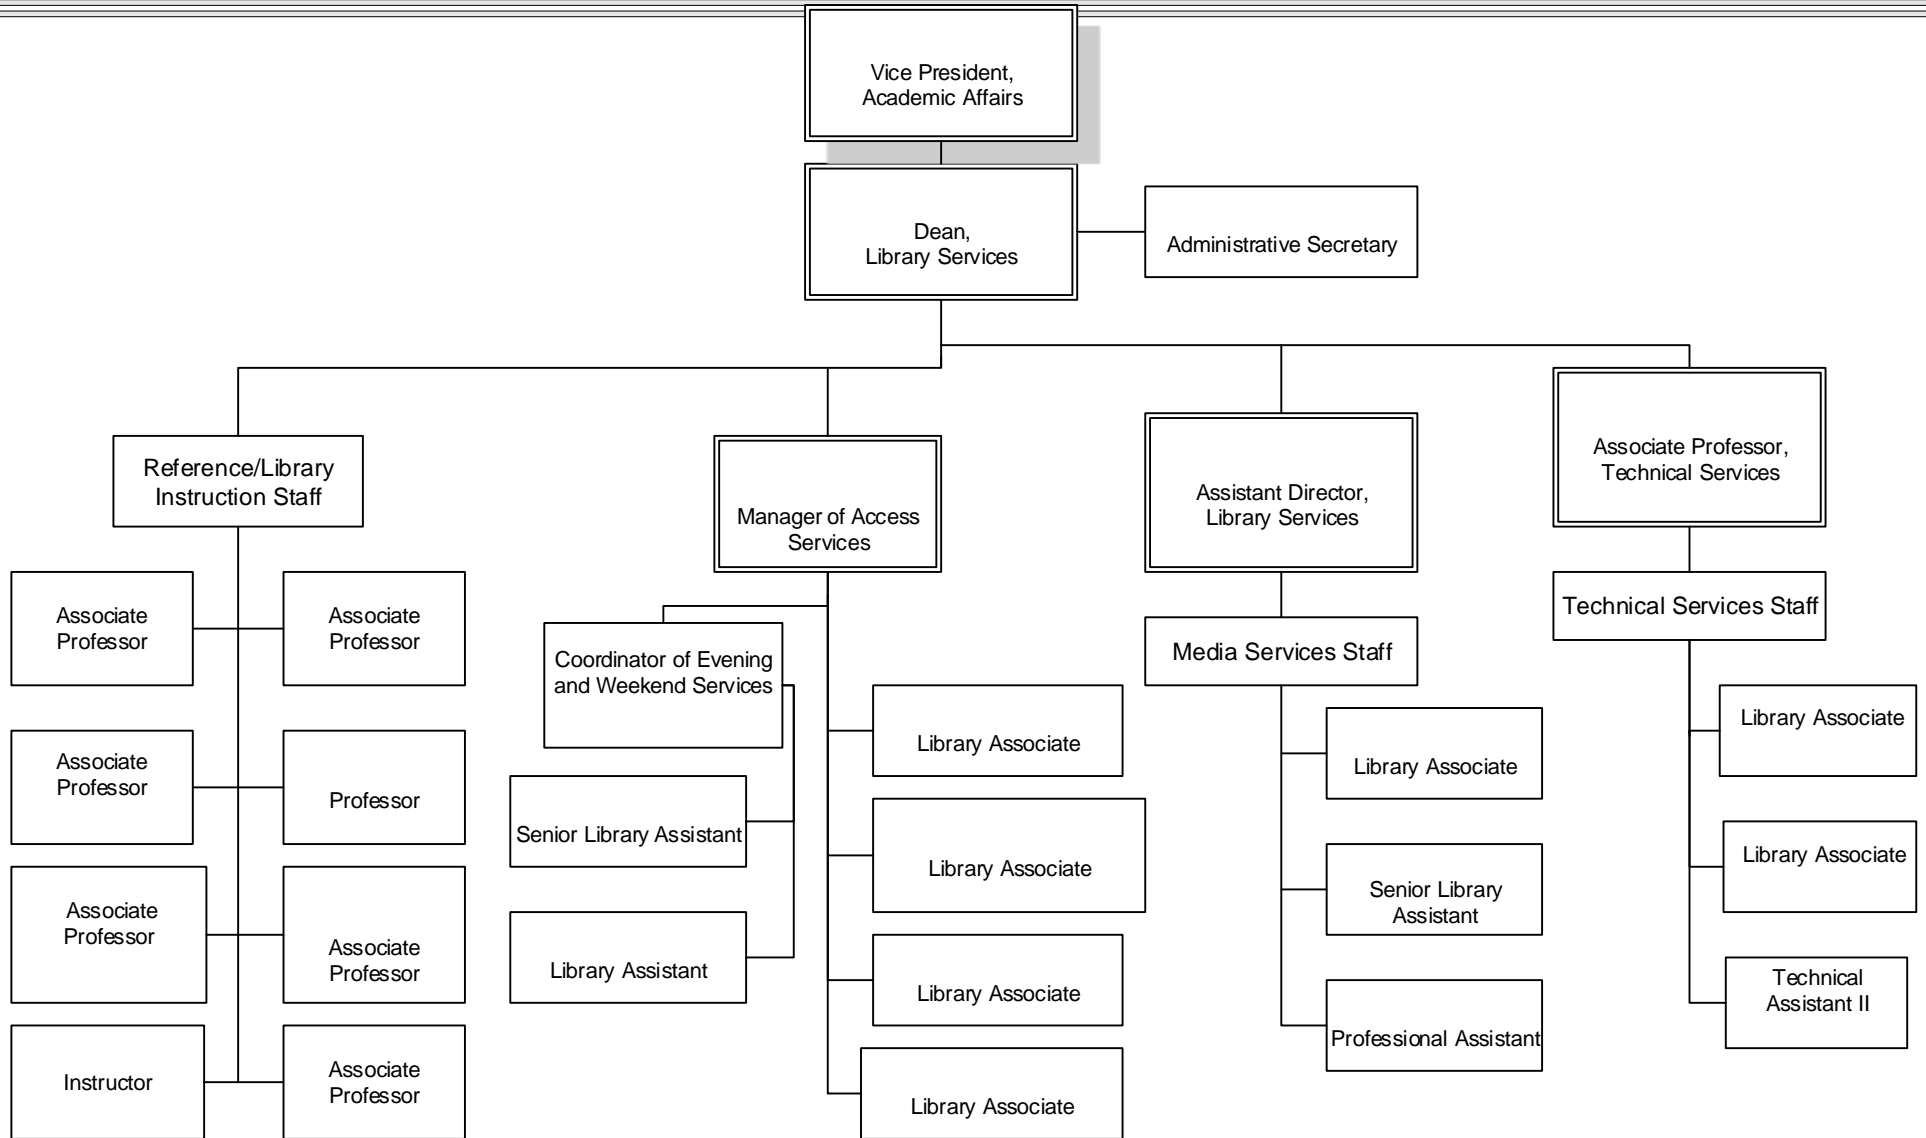 Vice President,
Academic Affairs
Dean,
Library Services
Administrative Secretary
Reference/Library
Instruction Staff
Manager of Access
Services
Assistant Director,
Library Services
Associate Professor,
Technical Services
Associate
Professor
Associate
Professor
Associate
Professor
Professor
Associate
Professor
Associate
Professor
Instructor
Associate
Professor
Coordinator of Evening
and Weekend Services
Senior Library Assistant
Library Assistant
Library Associate
Library Associate
Library Associate
Library Associate
Media Services Staff
Library Associate
Senior Library
Assistant
Professional Assistant
Technical Services Staff
Library Associate
Library Associate
Technical
Assistant II